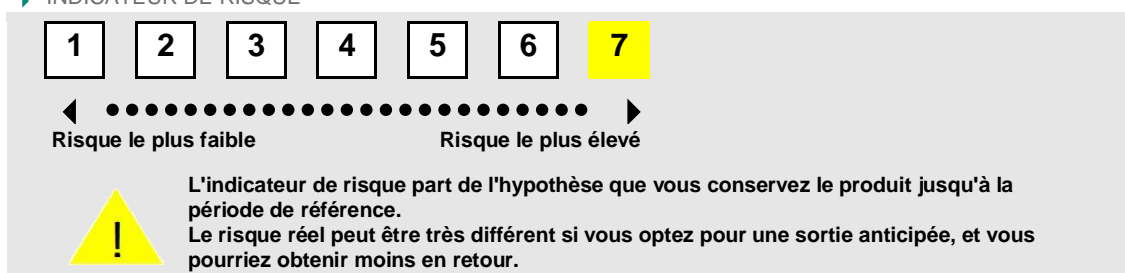 INDICATEUR DE RISQUE
1 2 3 4 5 6 7
Risque le plus faible Risque le plus élevé
L'indicateur de risque part de l'hypothèse que vous conservez le produit jusqu'à la
période de référence.
! Le risque réel peut être très différent si vous optez pour une sortie anticipée, et vous
pourriez obtenir moins en retour.